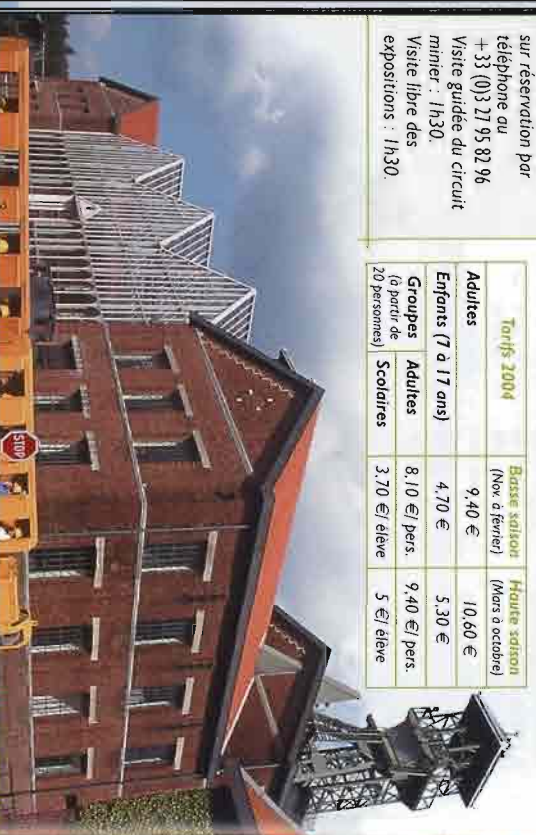 sur réservation par
téléphone au
+ 33 (0)3 27 95 82 96
Visite guidée du circuit
minier : 1h30.
Visite libre des
expositions : 1h30.
Tarifs 2004 Basse saison Haute saison
(Nov. à février) (Mars à octobre)
Adultes 9,40 € 10,60 €
Enfants (7 à 17 ans) 4,70 € 5,30 €
Groupes Adultes 8,10 €/ pers. 9,40 €/ pers.
(à partir de
20 personnes) Scolaires 3,70 €/ élève 5 €/ élève
STOP